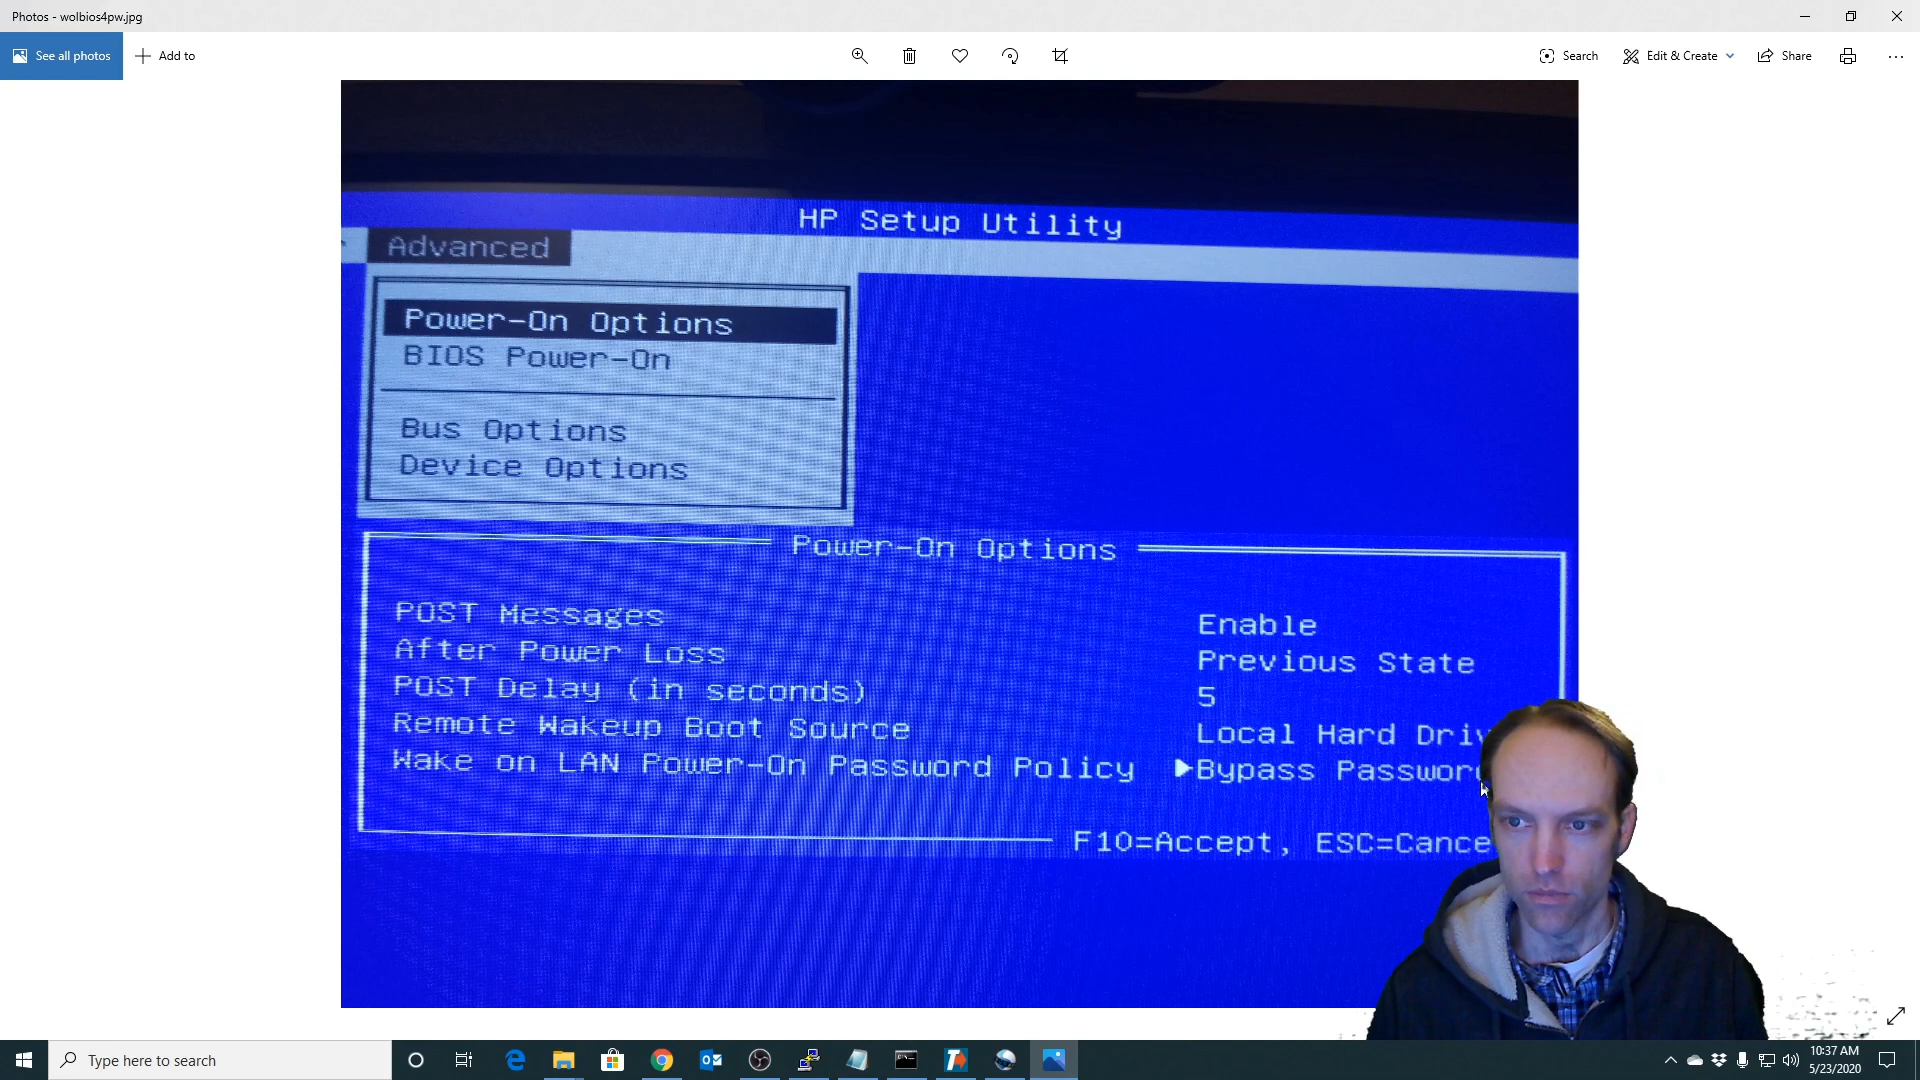 Photos - wolbios4pw.jpg
See all photos
Add to
Search
Edit & Create
Share
HP Setup Utility
Advanced
Power-On Options
BIOS Power-On
Bus Options
Device Options
Power-On Options
POST Messages Enable
After Power Loss Previous State
POST Delay (in seconds) 5
Remote Wakeup Boot Source Local Hard Driv
Wake on LAN Power-On Password Policy Bypass Password
F10=Accept, ESC=Cance
Type here to search
10:37 AM
5/23/2020